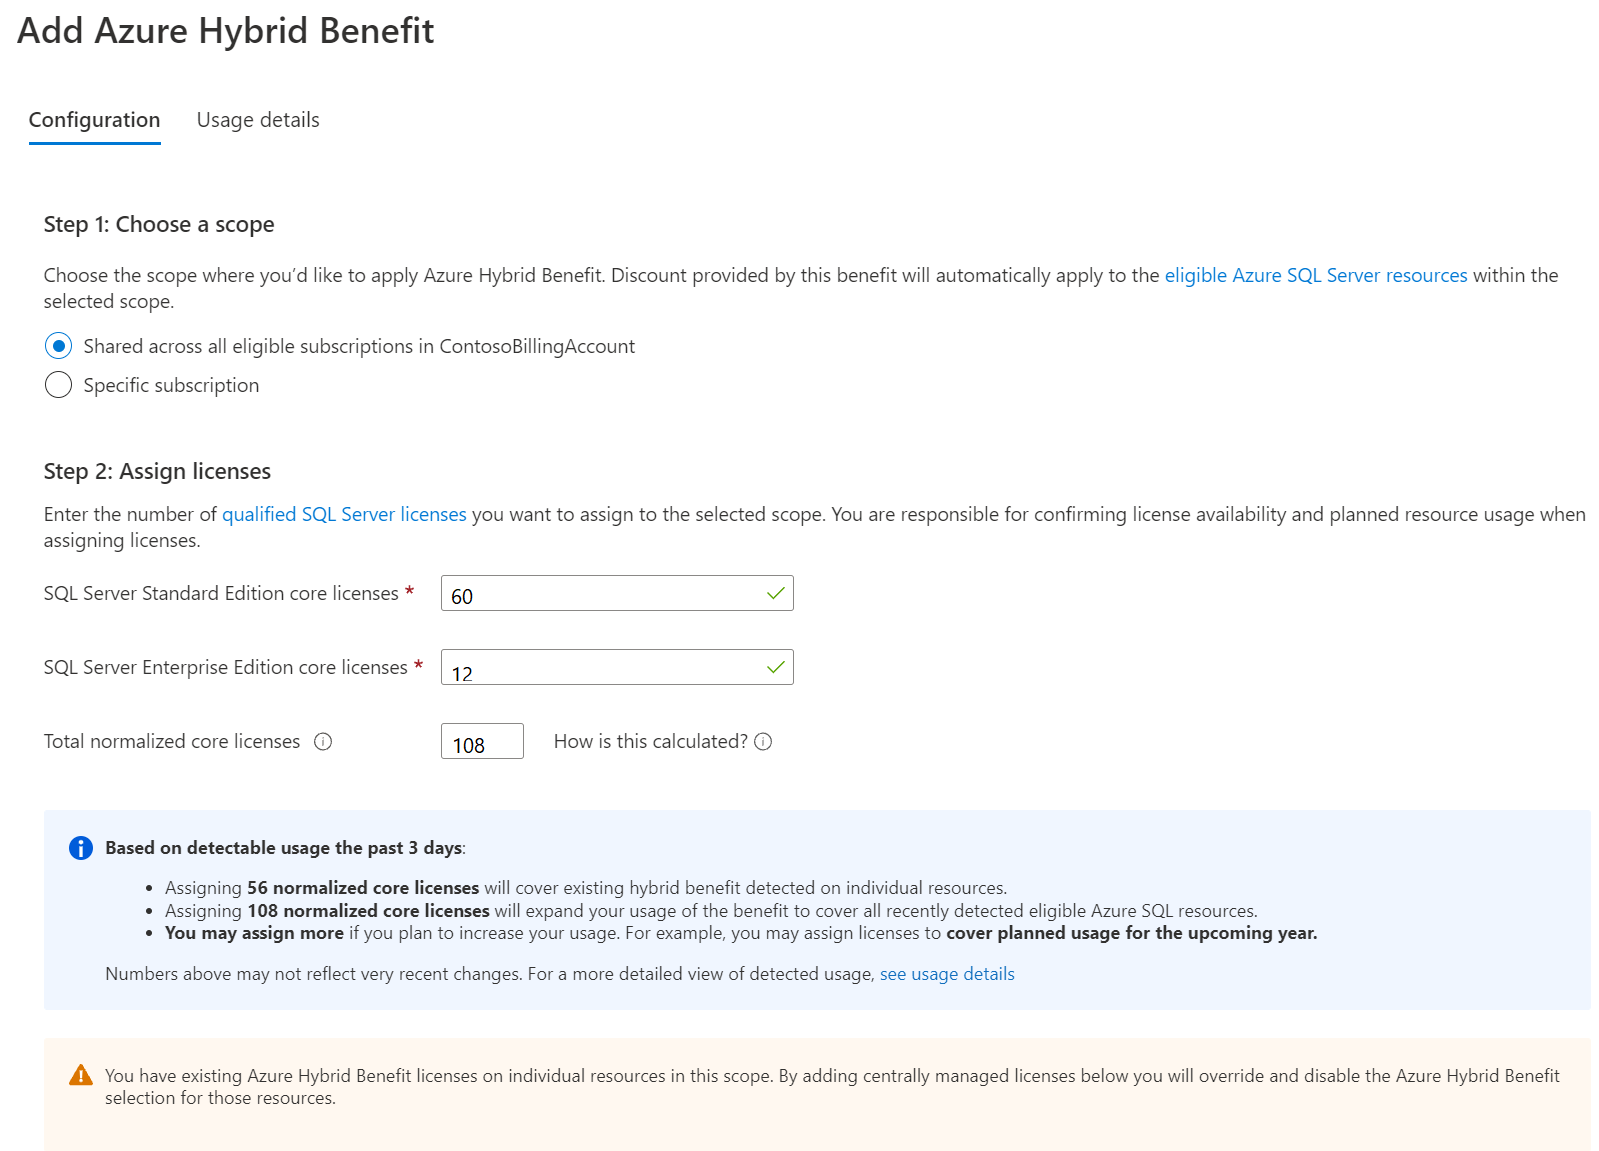 Add Azure Hybrid Benefit
Configuration
Usage details
Step 1: Choose a scope
Choose the scope where you’d like to apply Azure Hybrid Benefit. Discount provided by this benefit will automatically apply to the eligible Azure SQL Server resources within the
selected scope.
Shared across all eligible subscriptions in ContosoBillingAccount
Specific subscription
Step 2: Assign licenses
Enter the number of qualified SQL Server licenses you want to assign to the selected scope. You are responsible for confirming license availability and planned resource usage when
assigning licenses.
SQL Server Standard Edition core licenses *
60
SQL Server Enterprise Edition core licenses *
12
Total normalized core licenses
108
How is this calculated?
Based on detectable usage the past 3 days:
• Assigning 56 normalized core licenses will cover existing hybrid benefit detected on individual resources.
• Assigning 108 normalized core licenses will expand your usage of the benefit to cover all recently detected eligible Azure SQL resources.
• You may assign more if you plan to increase your usage. For example, you may assign licenses to cover planned usage for the upcoming year.
Numbers above may not reflect very recent changes. For a more detailed view of detected usage, see usage details
You have existing Azure Hybrid Benefit licenses on individual resources in this scope. By adding centrally managed licenses below you will override and disable the Azure Hybrid Benefit
selection for those resources.